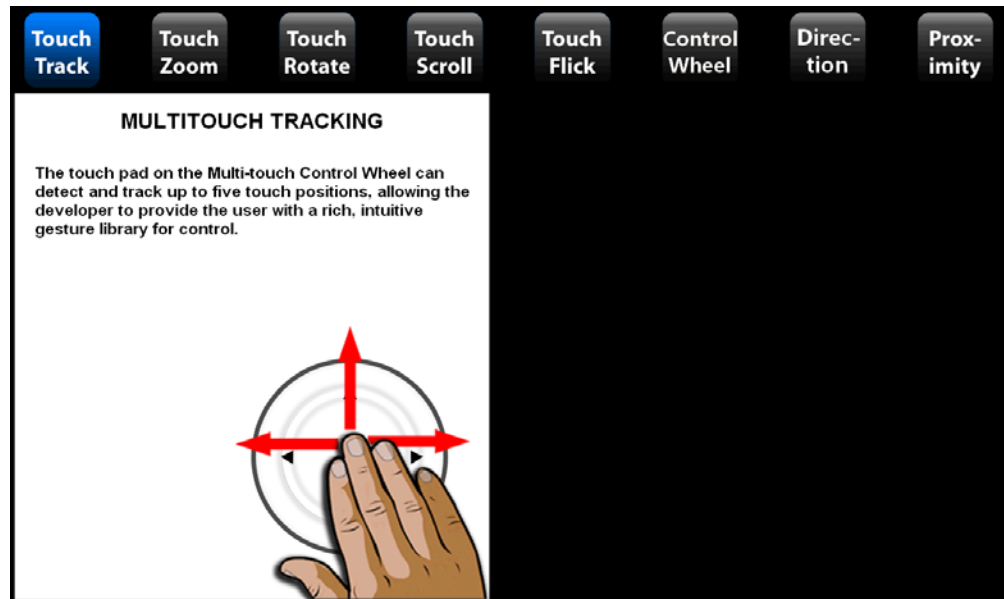 Touch Touch Touch Touch Touch Control Direc- Prox-
Track Zoom Rotate Scroll Flick Wheel tion imity
MULTITOUCH TRACKING
The touch pad on the Multi-touch Control Wheel can
detect and track up to five touch positions, allowing the
developer to provide the user with a rich, intuitive
gesture library for control.